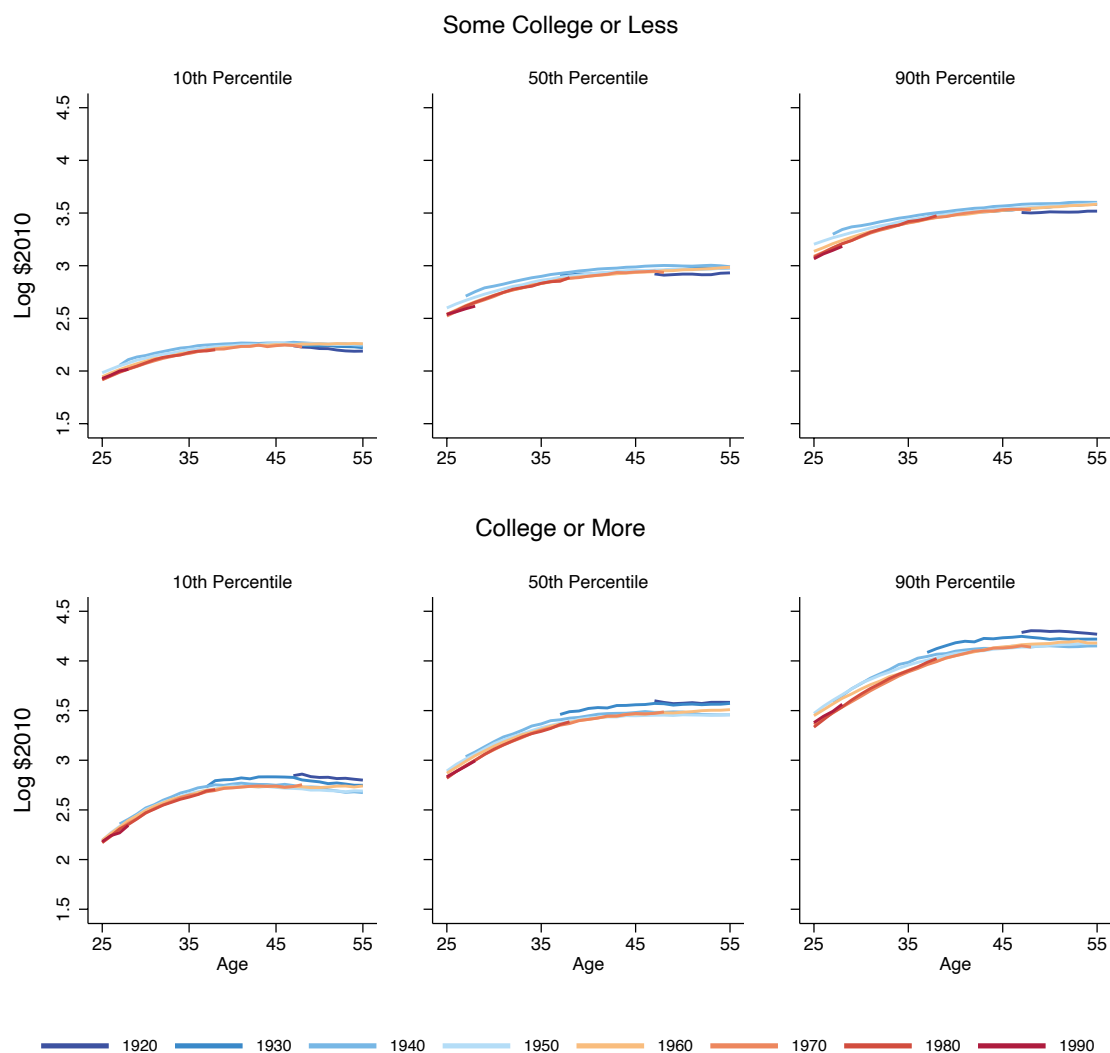 Some College or Less
10th Percentile 50th Percentile 90th Percentile
Log $2010
4.5
4
3.5
3
2.5
2
1.5
25 35 45 55 25 35 45 55 25 35 45 55
College or More
10th Percentile 50th Percentile 90th Percentile
Log $2010
4.5
4
3.5
3
2.5
2
1.5
25 35 45 55 25 35 45 55 25 35 45 55
Age Age Age
1920 1930 1940 1950 1960 1970 1980 1990